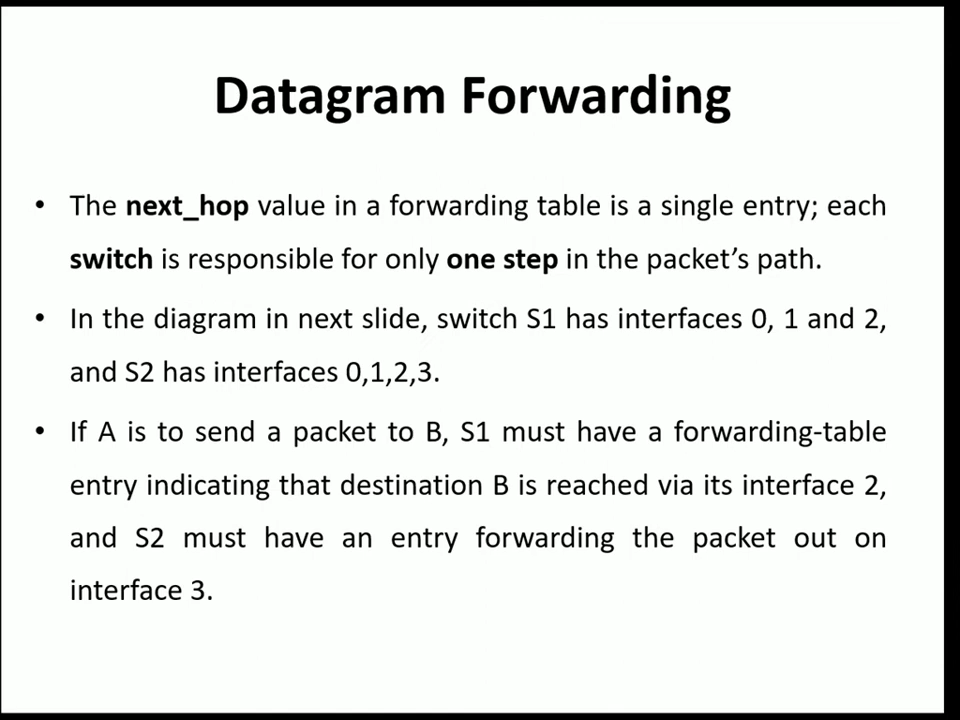 Datagram Forwarding
• The next_hop value in a forwarding table is a single entry; each
switch is responsible for only one step in the packet’s path.
• In the diagram in next slide, switch S1 has interfaces 0, 1 and 2,
and S2 has interfaces 0,1,2,3.
• If A is to send a packet to B, S1 must have a forwarding-table
entry indicating that destination B is reached via its interface 2,
and S2 must have an entry forwarding the packet out on
interface 3.